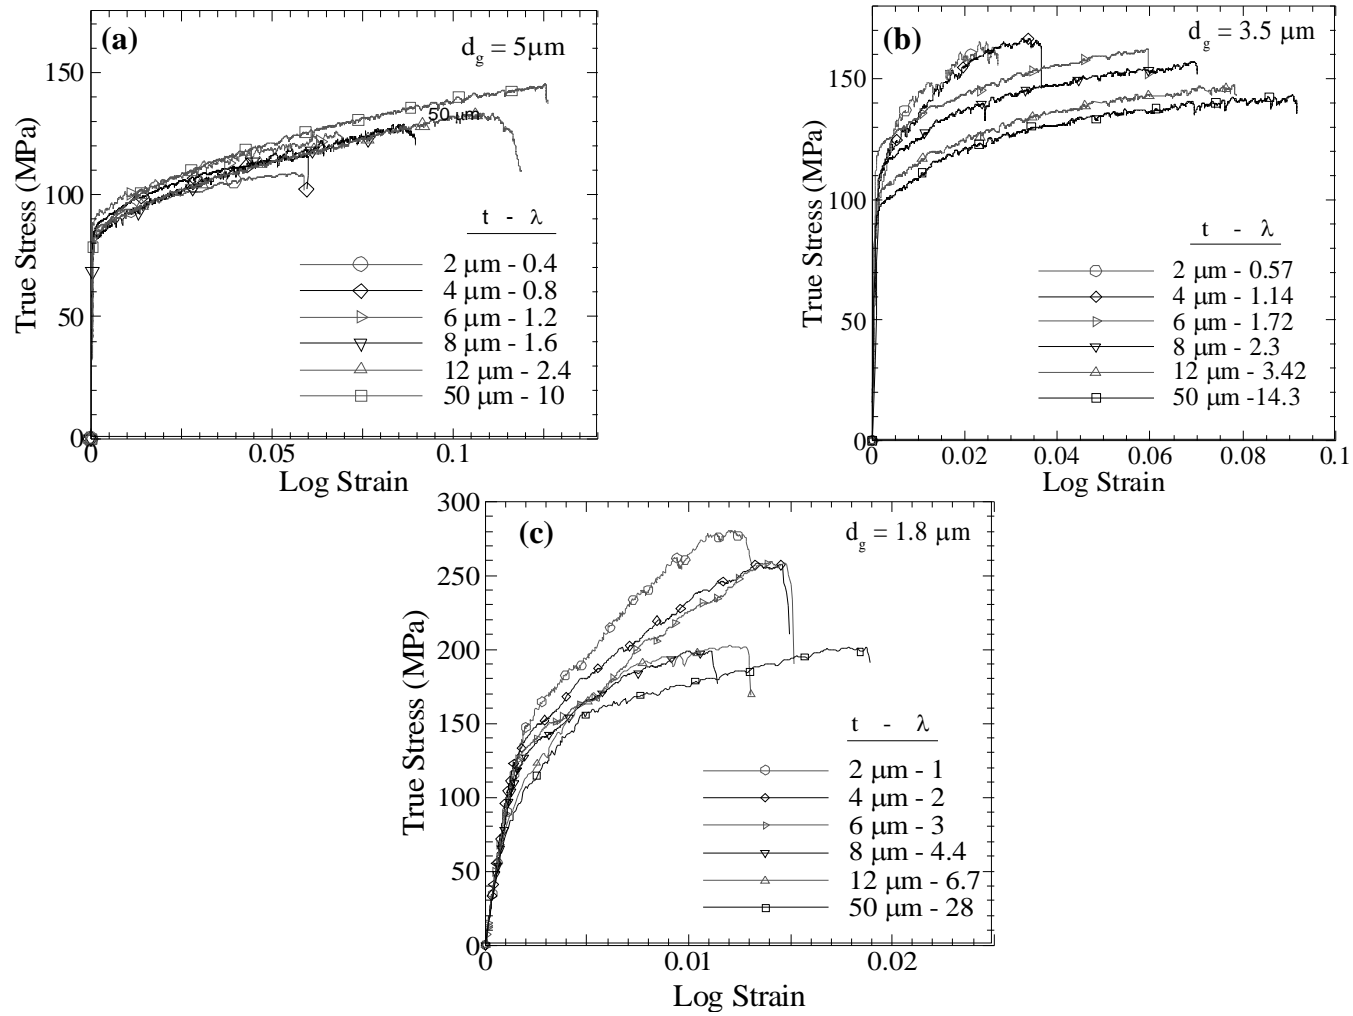 (a)
d_g = 5μm
True Stress (MPa)
150
100
50
0
50 μm
t - λ
2 μm - 0.4
4 μm - 0.8
6 μm - 1.2
8 μm - 1.6
12 μm - 2.4
50 μm - 10
0 0.05 0.1
Log Strain
(b)
d_g = 3.5 μm
True Stress (MPa)
150
100
50
0
t - λ
2 μm - 0.57
4 μm - 1.14
6 μm - 1.72
8 μm - 2.3
12 μm - 3.42
50 μm -14.3
0 0.02 0.04 0.06 0.08 0.1
Log Strain
(c)
d_g = 1.8 μm
True Stress (MPa)
300
250
200
150
100
50
0
t - λ
2 μm - 1
4 μm - 2
6 μm - 3
8 μm - 4.4
12 μm - 6.7
50 μm - 28
0 0.01 0.02
Log Strain